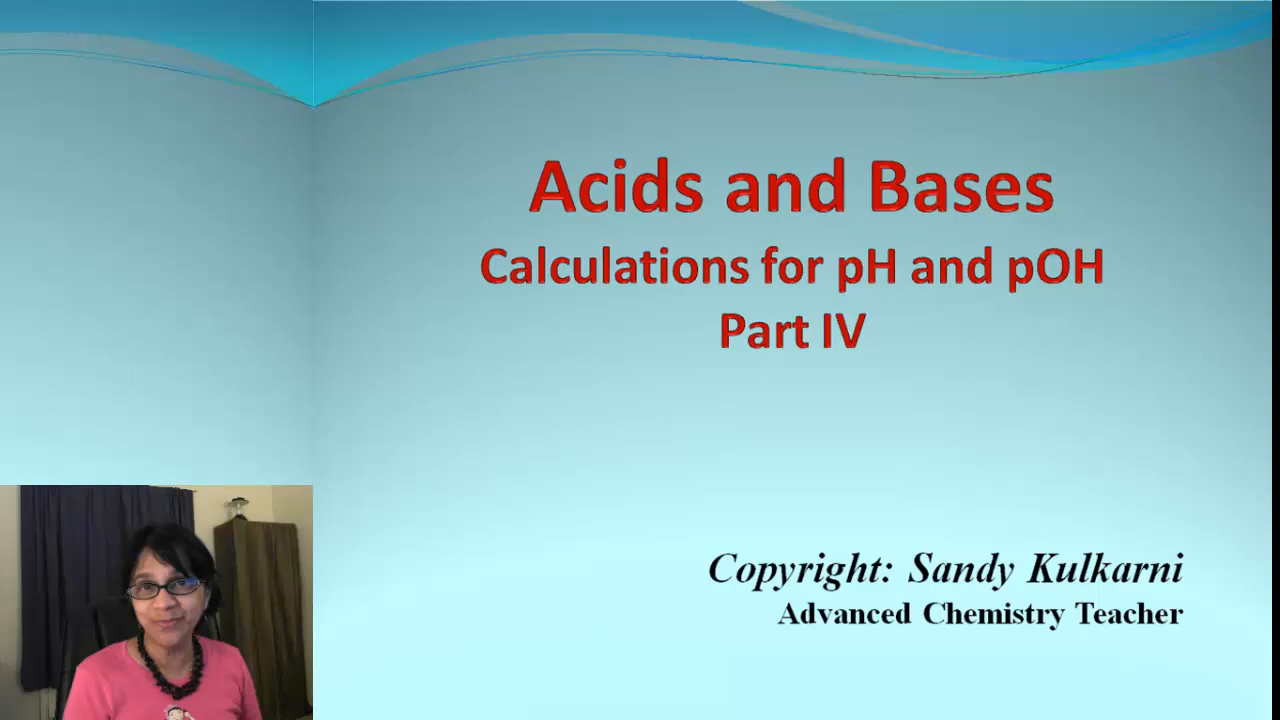 Acids and Bases
Calculations for pH and pOH
Part IV
Copyright: Sandy Kulkarni
Advanced Chemistry Teacher